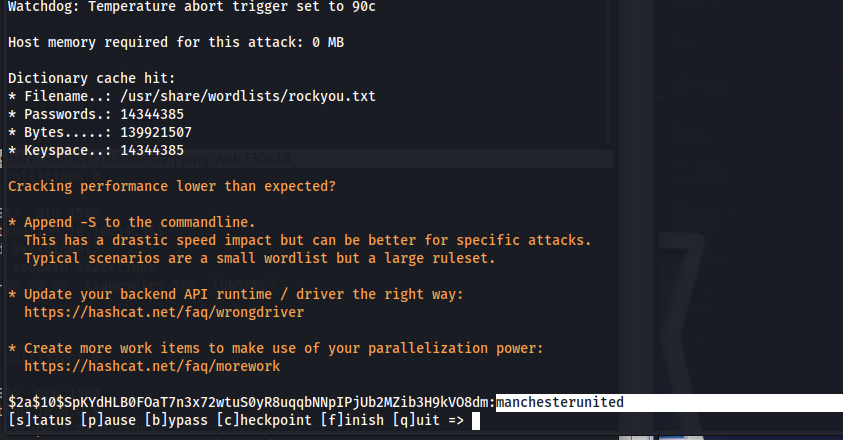 Watchdog: Temperature abort trigger set to 90c
Host memory required for this attack: 0 MB
Dictionary cache hit:
* Filename..: /usr/share/wordlists/rockyou.txt
* Passwords.: 14344385
* Bytes.....: 139921507
* Keyspace..: 14344385
Cracking performance lower than expected?
* Append -S to the commandline.
This has a drastic speed impact but can be better for specific attacks.
Typical scenarios are a small wordlist but a large ruleset.
* Update your backend API runtime / driver the right way:
https://hashcat.net/faq/wrongdriver
* Create more work items to make use of your parallelization power:
https://hashcat.net/faq/morework
$2a$10$SpKYdHLB0FOaT7n3x72wtuS0yR8uqqbNNpIPjUb2MZib3H9kVO8dm:manchesterunited
[s]tatus [p]ause [b]ypass [c]heckpoint [f]inish [q]uit =>